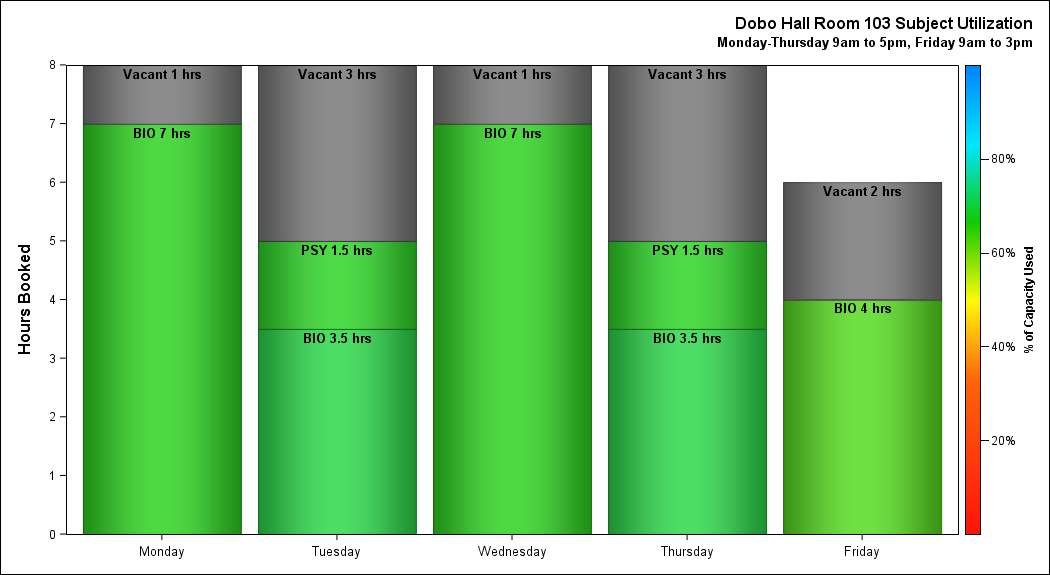 Dobo Hall Room 103 Subject Utilization
Monday-Thursday 9am to 5pm, Friday 9am to 3pm
Hours Booked
8
7
6
5
4
3
2
1
0
Vacant 1 hrs
BIO 7 hrs
Vacant 3 hrs
PSY 1.5 hrs
BIO 3.5 hrs
Vacant 1 hrs
BIO 7 hrs
Vacant 3 hrs
PSY 1.5 hrs
BIO 3.5 hrs
Vacant 2 hrs
BIO 4 hrs
Monday
Tuesday
Wednesday
Thursday
Friday
80%
60%
40%
20%
% of Capacity Used